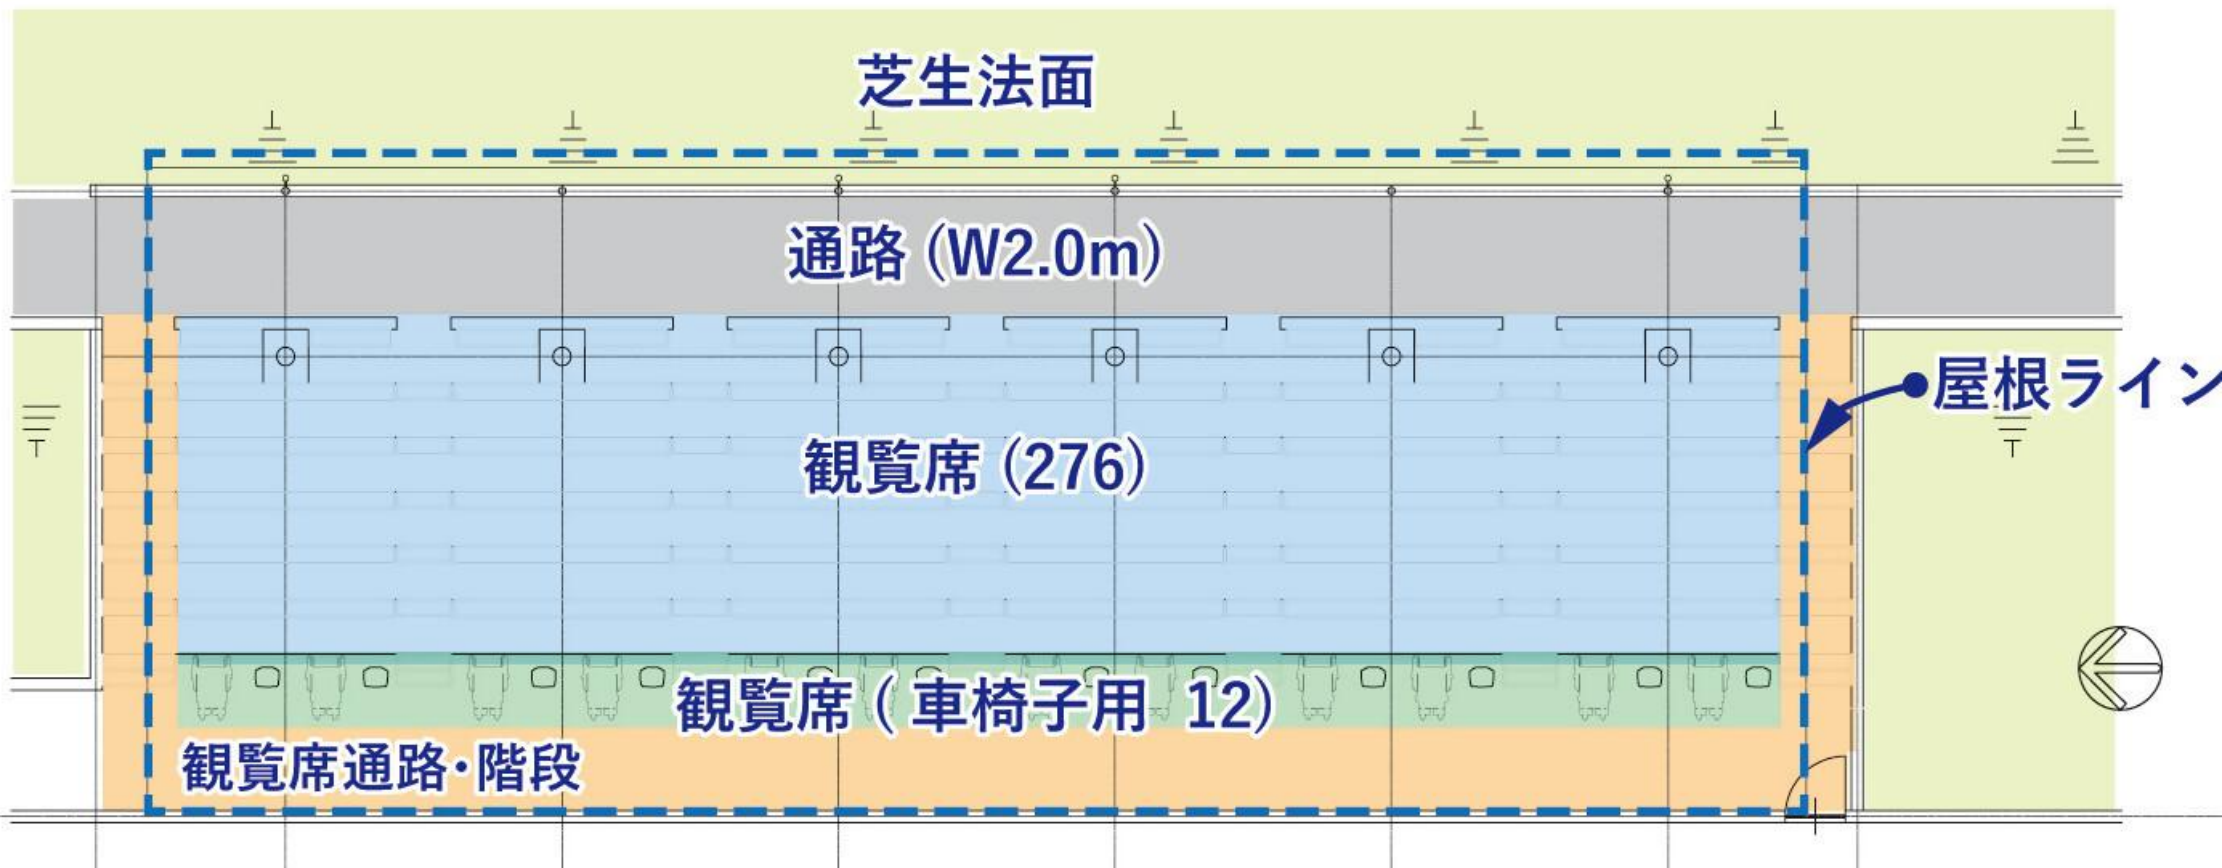 芝生法面
通路 (W2.0m)
屋根ライン
観覧席 (276)
観覧席 ( 車椅子用 12)
観覧席通路・階段